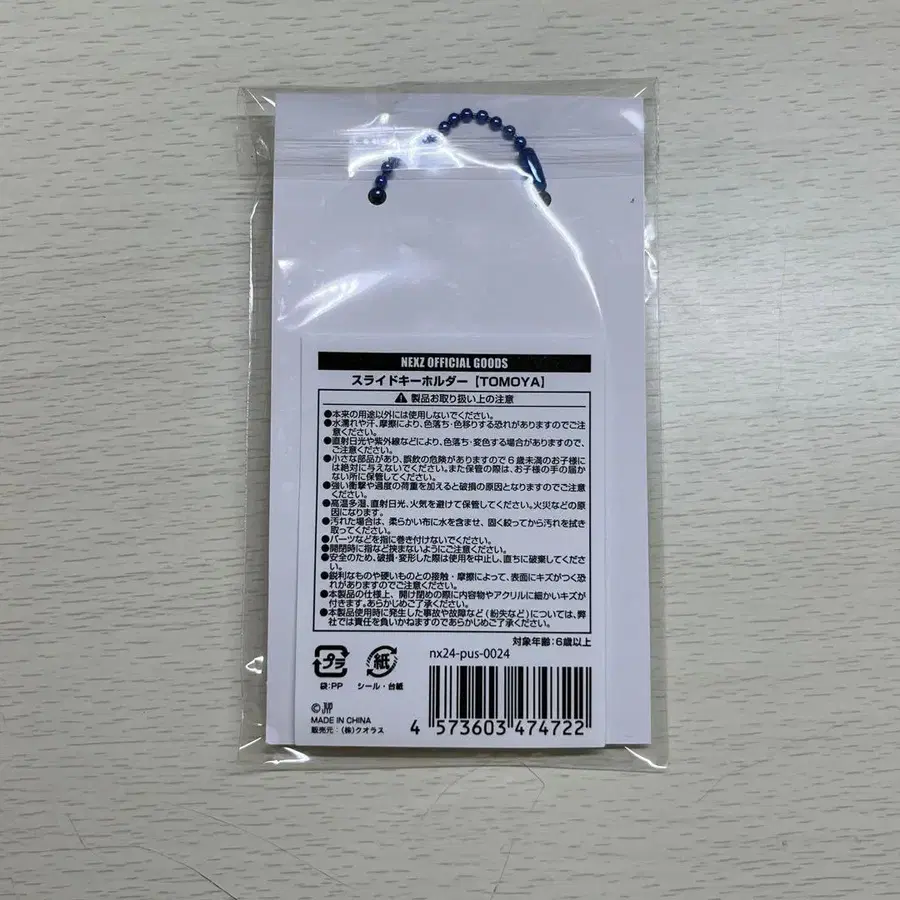 NEXZ OFFICIAL GOODS
スライドキーホルダー【TOMOYA】
⚠ 製品お取り扱い上の注意
●本来の用途以外には使用しないでください。
●水濡れや汗、摩擦により、色落ち・色移りする恐れがありますのでご注
意ください。
●直射日光や紫外線などにより、色落ち・変色する場合がありますので、
ご注意ください。
●小さな部品があり、誤飲の危険がありますので6歳未満のお子様に
は絶対に与えないでください。また保管の際は、お子様の手の届か
ない所に保管してください。
●強い衝撃や過度の荷重を加えると破損の原因となりますのでご注意
ください。
●高温多湿、直射日光、火気を避けて保管してください。火災などの原
因になります。
●汚れた場合は、柔らかい布に水を含ませ、固く絞ってから汚れを拭き
取ってください。
●パーツなどを指に巻き付けないでください。
●開閉時に指など挟まないようにご注意ください。
●安全のため、破損・変形した際は使用を中止し、直ちに破棄してくださ
い。
●鋭利なものや硬いものとの接触・摩擦によって、表面にキズがつく恐
れがありますのでご注意ください。
●本製品の仕様上、開け閉めの際に内容物やアクリルに細かいキズが
付きます。あらかじめご了承ください。
●本製品使用時に発生した事故や故障など(紛失など)については、弊
社では責任を負いかねますのであらかじめご了承ください。
対象年齢:6歳以上
プラ
紙
nx24-pus-0024
袋:PP
シール・台紙
©JYP
MADE IN CHINA
販売元:(株)クオラス
4 573603 474722